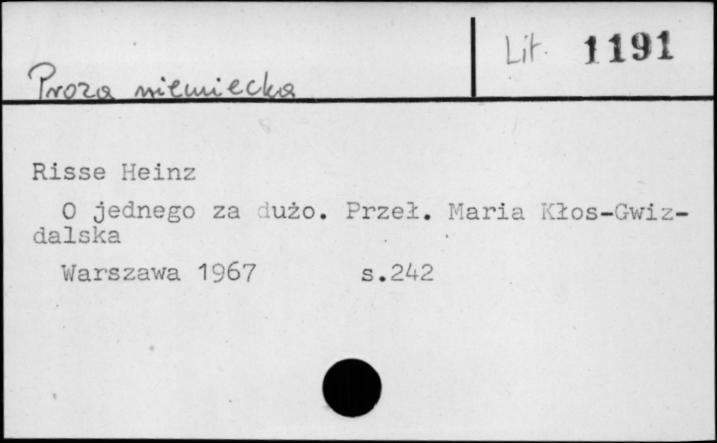 Lit. 1191
Proza niemiecka
Risse Heinz
O jednego za dużo. Przeł. Maria Kłos-Gwiz-
dalska
Warszawa 1967 s.242